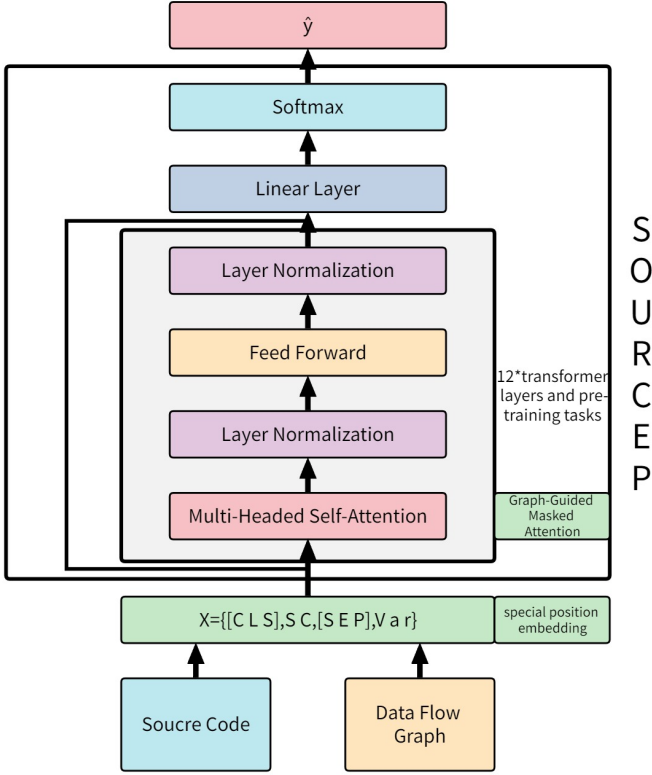 ŷ
Softmax
Linear Layer
Layer Normalization
Feed Forward
Layer Normalization
Multi-Headed Self-Attention
12*transformer
layers and pre-
training tasks
Graph-Guided
Masked
Attention
S
O
U
R
C
E
P
X={[C L S],S C,[S E P],V a r}
special position
embedding
Soucre Code
Data Flow
Graph